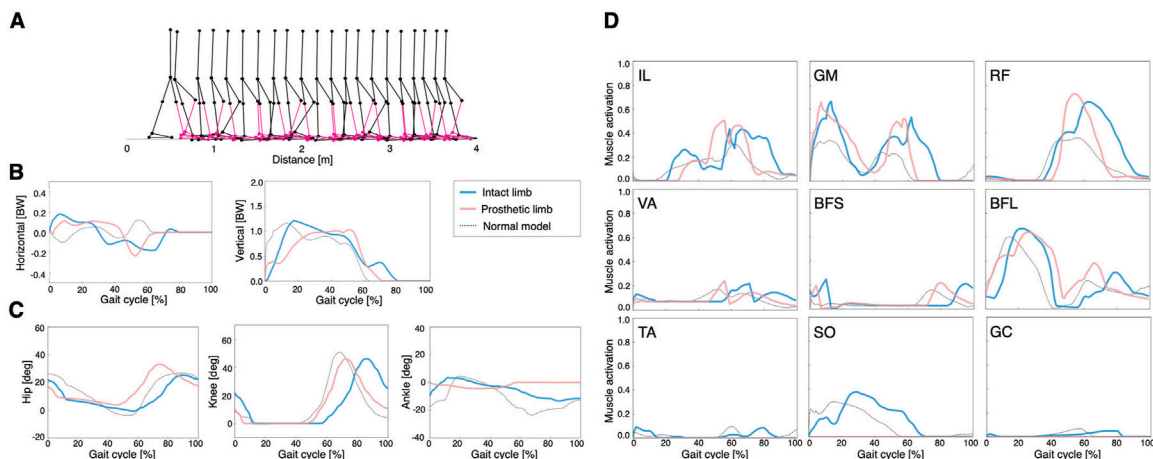 A
0 1 2 3 4
Distance [m]
B
Horizontal [BW]
0.4
0.2
0.0
-0.2
-0.4
0 20 40 60 80 100
Gait cycle [%]
Vertical [BW]
2.0
1.5
1.0
0.5
0.0
0 20 40 60 80 100
Gait cycle [%]
Intact limb
Prosthetic limb
Normal model
C
Hip [deg]
60
40
20
0
-20
0 20 40 60 80 100
Gait cycle [%]
Knee [deg]
60
40
20
0
0 20 40 60 80 100
Gait cycle [%]
Ankle [deg]
40
20
0
-20
-40
0 20 40 60 80 100
Gait cycle [%]
D
Muscle activation
1.0
0.8
0.6
0.4
0.2
0.0
IL
GM
RF
Muscle activation
1.0
0.8
0.6
0.4
0.2
0.0
VA
BFS
BFL
Muscle activation
1.0
0.8
0.6
0.4
0.2
0.0
TA
SO
GC
0 20 40 60 80 100
0 20 40 60 80 100
0 20 40 60 80 100
Gait cycle [%]
Gait cycle [%]
Gait cycle [%]